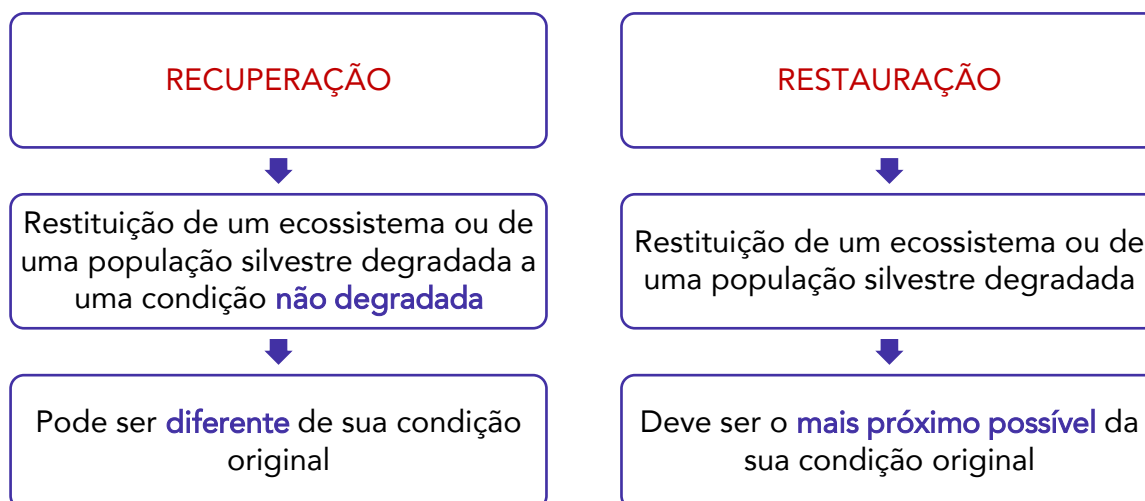 RECUPERAÇÃO
Restituição de um ecossistema ou de
uma população silvestre degradada a
uma condição não degradada
Pode ser diferente de sua condição
original
RESTAURAÇÃO
Restituição de um ecossistema ou de
uma população silvestre degradada
Deve ser o mais próximo possível da
sua condição original